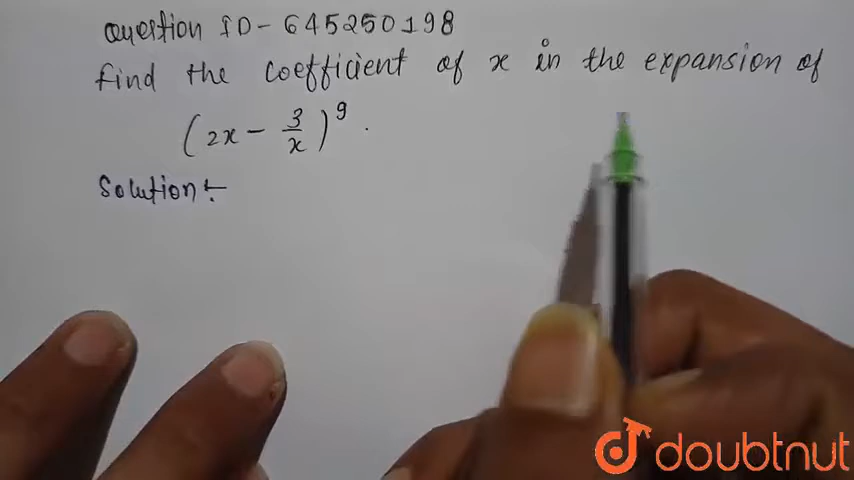 Question ID - 645250198
find the coefficient of x in the expansion of
(2x - 3/x)^9.
Solution:-
doubtnut